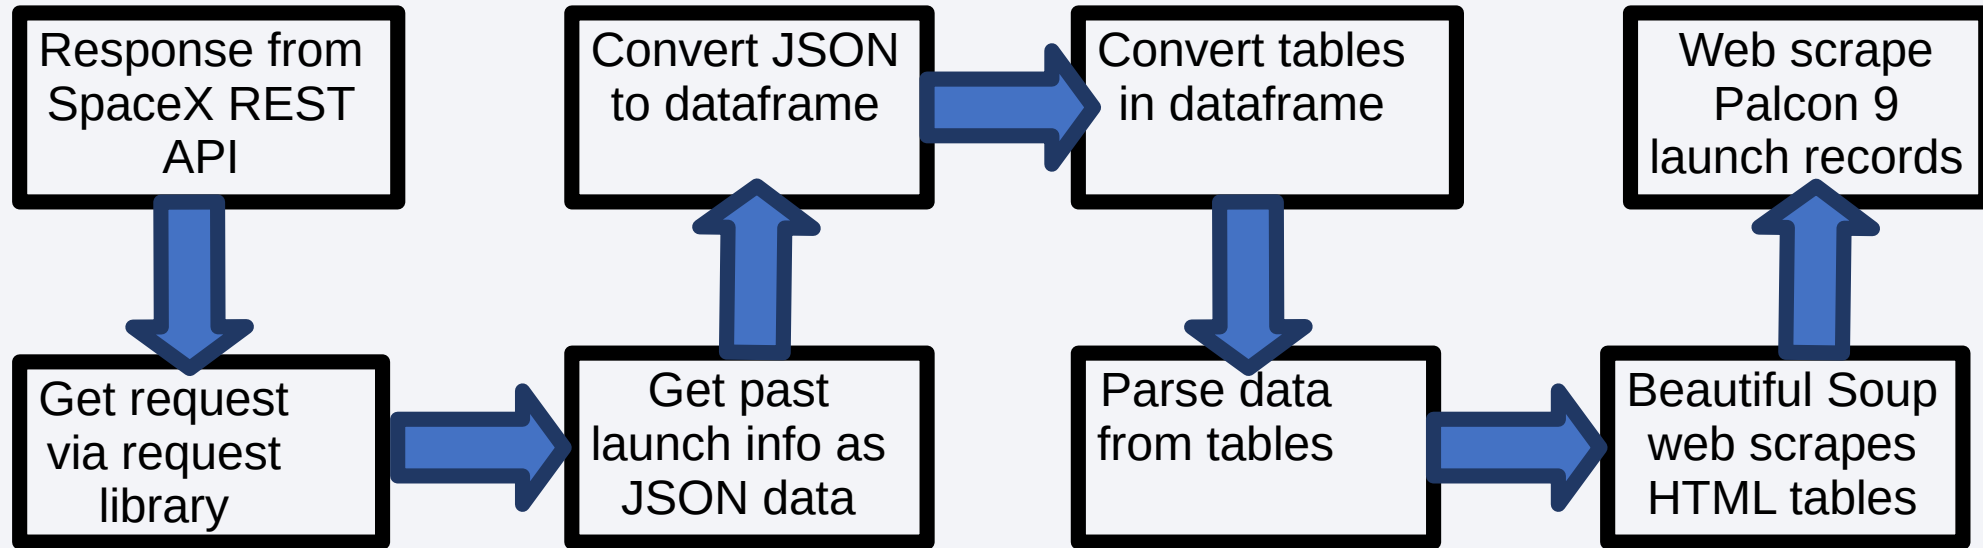 Response from
SpaceX REST
API
Get request
via request
library
Get past
launch info as
JSON data
Convert JSON
to dataframe
Convert tables
in dataframe
Parse data
from tables
Beautiful Soup
web scrapes
HTML tables
Web scrape
Palcon 9
launch records